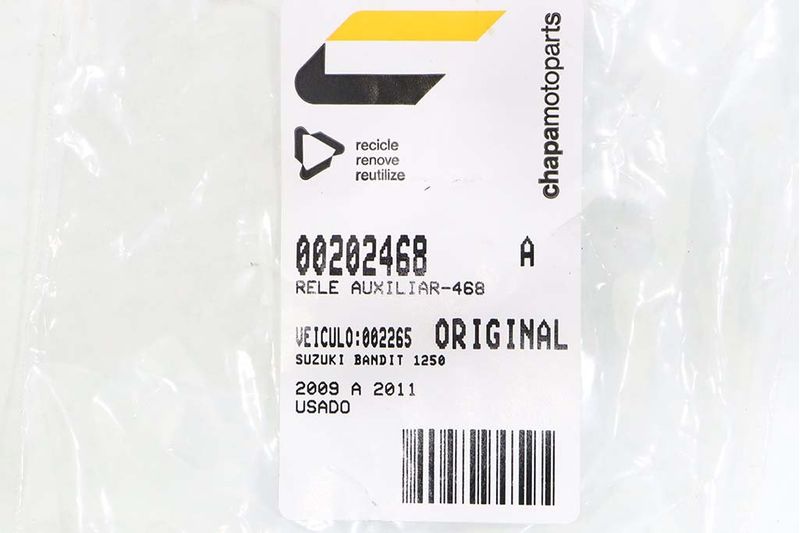 chapamotoparts
recicle
renove
reutilize
00202468 A
RELE AUXILIAR-468
VEICULO:002265 ORIGINAL
SUZUKI BANDIT 1250
2009 A 2011
USADO